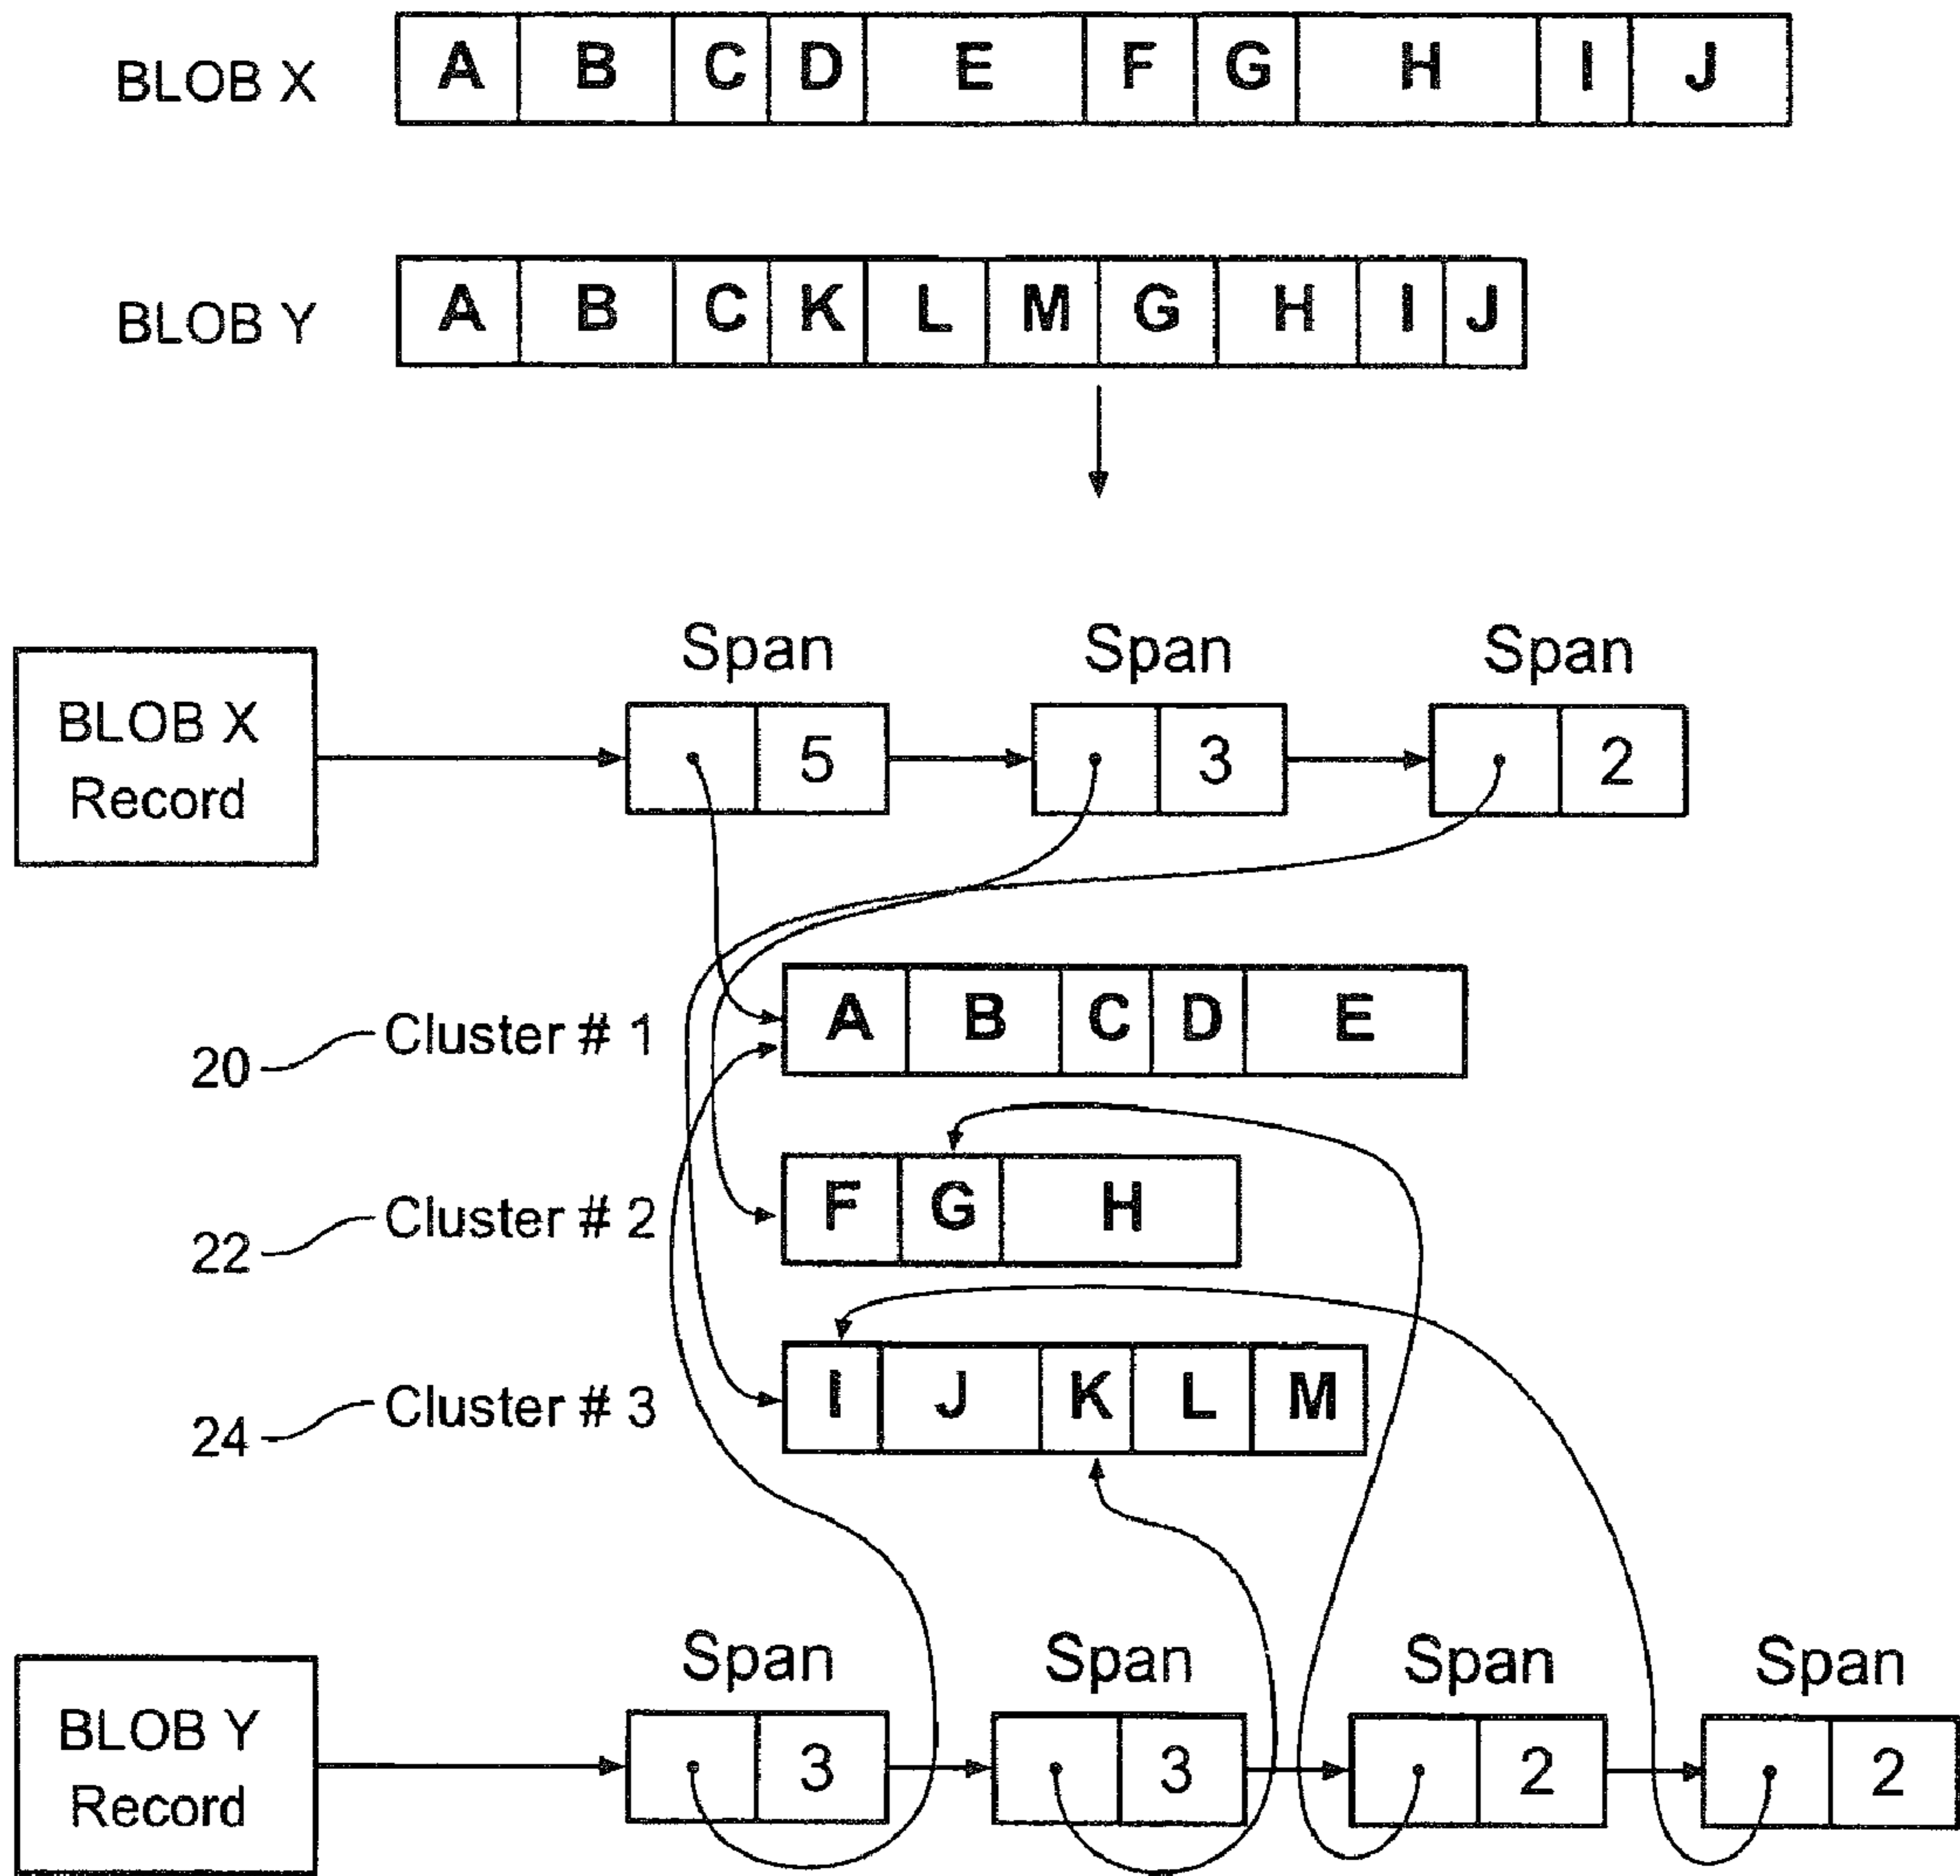 BLOB X A B C D E F G H I J
BLOB Y A B C K L M G H I J
Span Span Span
BLOB X
Record
5 3 2
20 Cluster # 1 A B C D E
22 Cluster # 2 F G H
24 Cluster # 3 I J K L M
Span Span Span Span
BLOB Y
Record
3 3 2 2